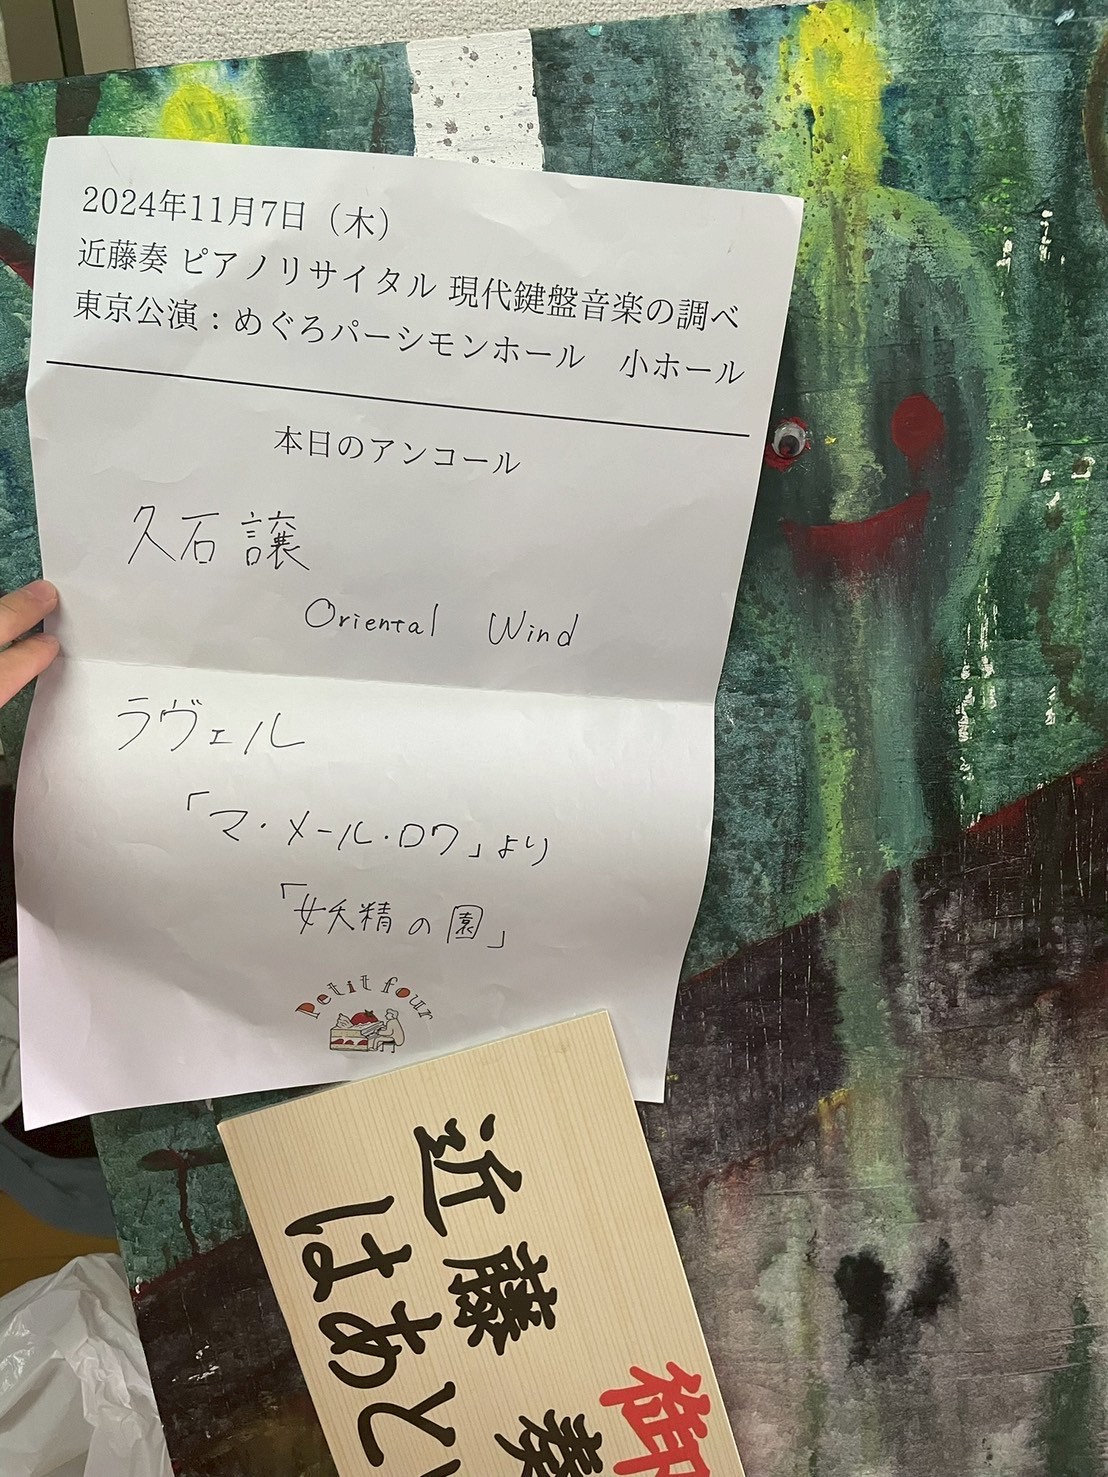 2024年11月7日（木）
近藤奏 ピアノリサイタル 現代鍵盤音楽の調べ
東京公演：めぐろパーシモンホール　小ホール
本日のアンコール
久石譲
Oriental Wind
ラヴェル
「マ・メール・ロワ」より
「妖精の園」
Petit four
御
近藤奏
はあと